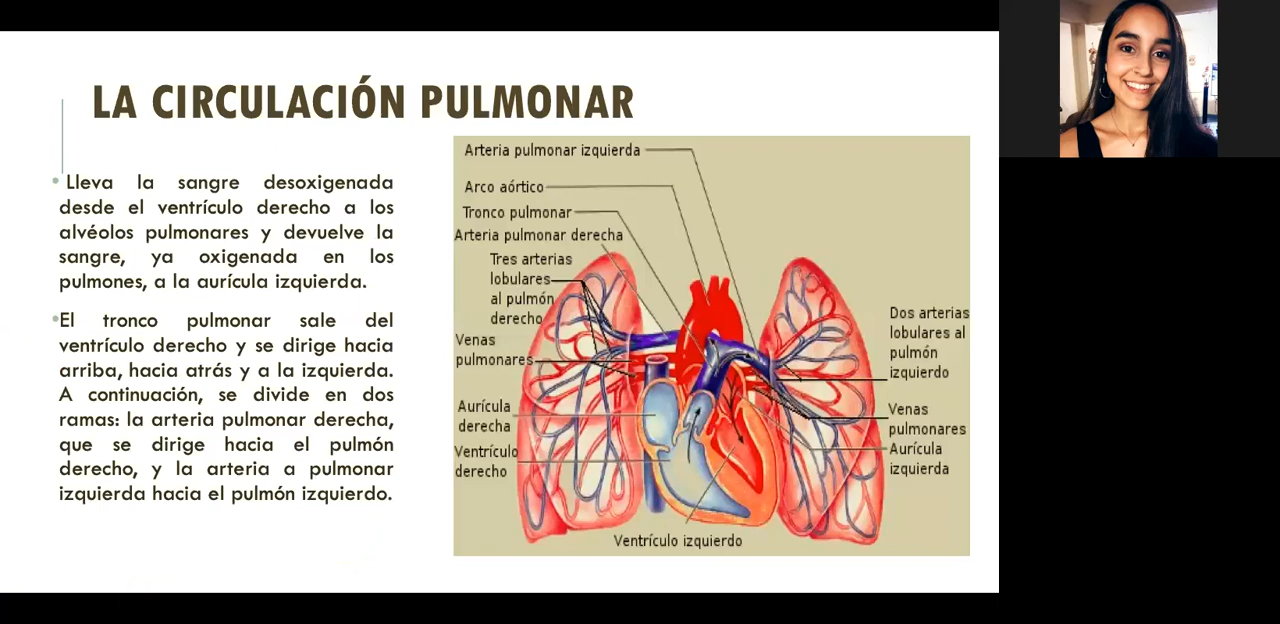 LA CIRCULACIÓN PULMONAR
• Lleva la sangre desoxigenada
desde el ventrículo derecho a los
alvéolos pulmonares y devuelve la
sangre, ya oxigenada en los
pulmones, a la aurícula izquierda.
•El tronco pulmonar sale del
ventrículo derecho y se dirige hacia
arriba, hacia atrás y a la izquierda.
A continuación, se divide en dos
ramas: la arteria pulmonar derecha,
que se dirige hacia el pulmón
derecho, y la arteria a pulmonar
izquierda hacia el pulmón izquierdo.
Arteria pulmonar izquierda
Arco aórtico
Tronco pulmonar
Arteria pulmonar derecha
Tres arterias
lobulares
al pulmón
derecho
Venas
pulmonares
Aurícula
derecha
Ventrículo
derecho
Ventrículo izquierdo
Dos arterias
lobulares al
pulmón
izquierdo
Venas
pulmonares
Aurícula
izquierda